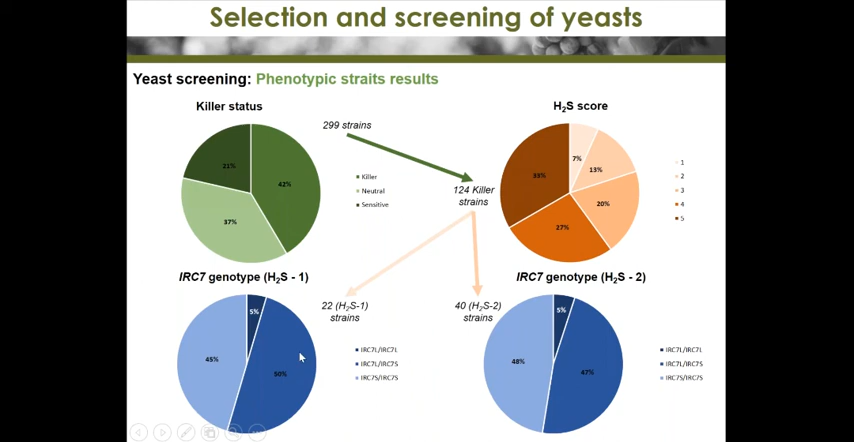 Selection and screening of yeasts
Yeast screening: Phenotypic straits results
Killer status
H₂S score
299 strains
124 Killer
strains
42%
37%
21%
Killer
Neutral
Sensitive
7%
13%
20%
27%
33%
1
2
3
4
5
IRC7 genotype (H₂S - 1)
IRC7 genotype (H₂S - 2)
22 (H₂S-1)
strains
40 (H₂S-2)
strains
5%
50%
45%
IRC7L/IRC7L
IRC7L/IRC7S
IRC7S/IRC7S
5%
47%
48%
IRC7L/IRC7L
IRC7L/IRC7S
IRC7S/IRC7S